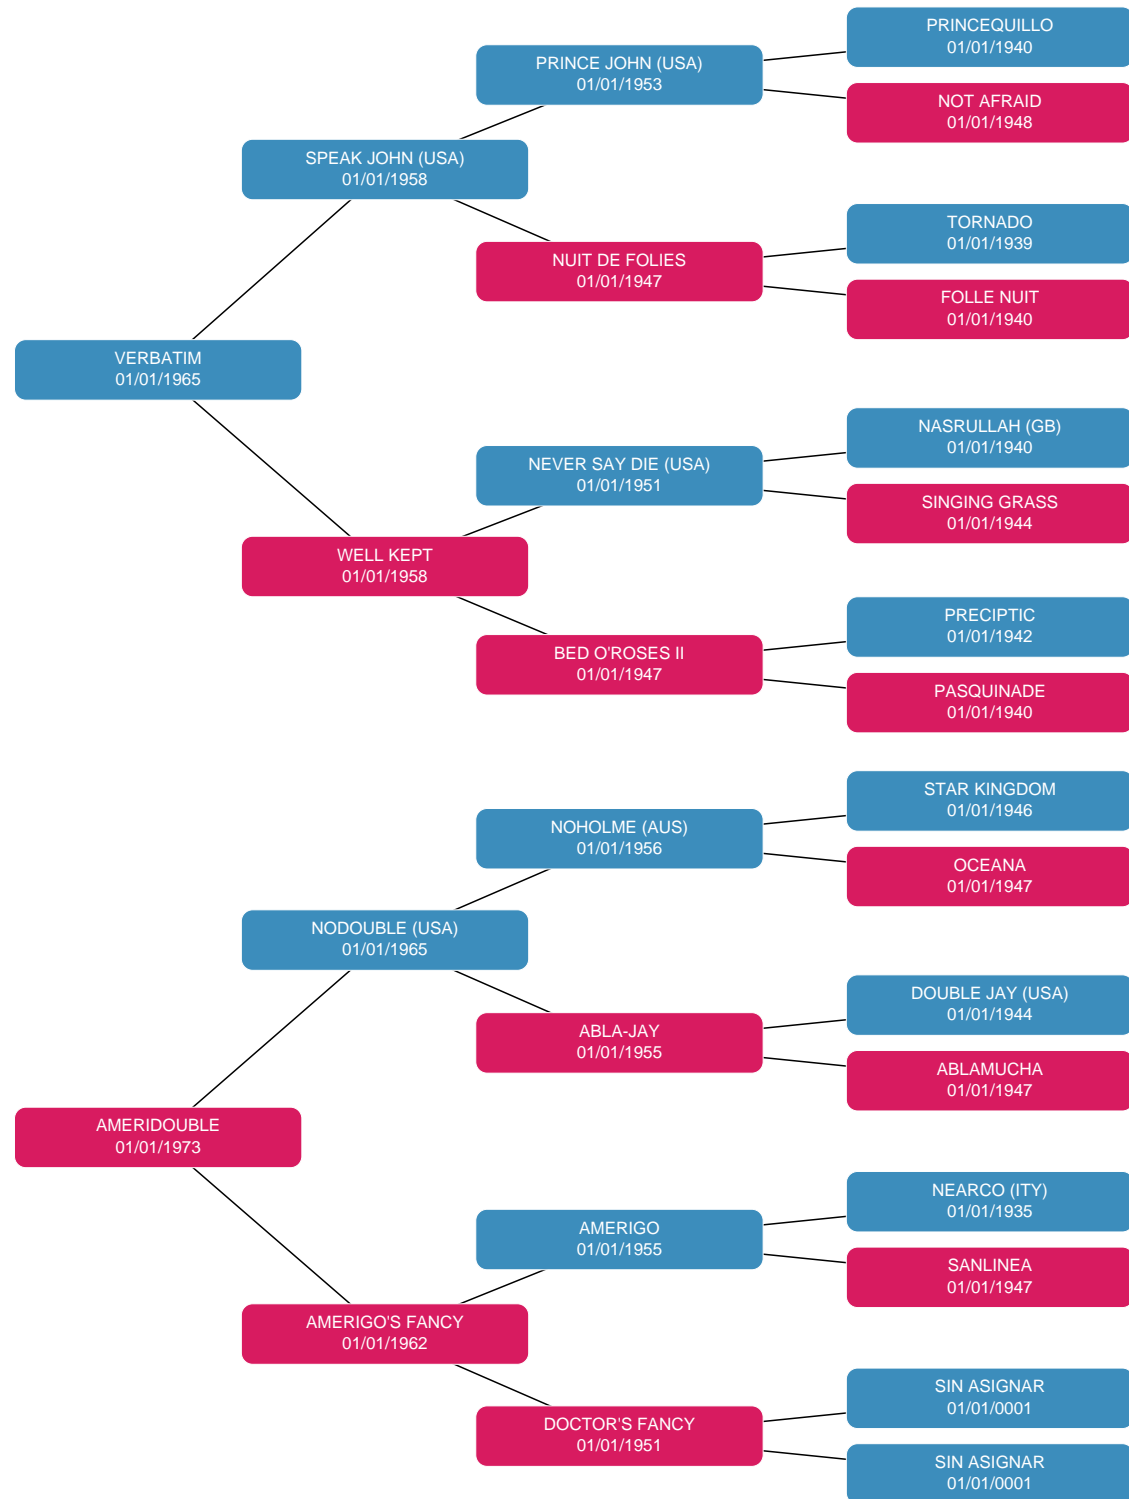 PRINCEQUILLO
01/01/1940
PRINCE JOHN (USA)
01/01/1953
NOT AFRAID
01/01/1948
SPEAK JOHN (USA)
01/01/1958
TORNADO
01/01/1939
NUIT DE FOLIES
01/01/1947
FOLLE NUIT
01/01/1940
VERBATIM
01/01/1965
NASRULLAH (GB)
01/01/1940
NEVER SAY DIE (USA)
01/01/1951
SINGING GRASS
01/01/1944
WELL KEPT
01/01/1958
PRECIPTIC
01/01/1942
BED O'ROSES II
01/01/1947
PASQUINADE
01/01/1940
STAR KINGDOM
01/01/1946
NOHOLME (AUS)
01/01/1956
OCEANA
01/01/1947
NODOUBLE (USA)
01/01/1965
DOUBLE JAY (USA)
01/01/1944
ABLA-JAY
01/01/1955
ABLAMUCHA
01/01/1947
AMERIDOUBLE
01/01/1973
NEARCO (ITY)
01/01/1935
AMERIGO
01/01/1955
SANLINEA
01/01/1947
AMERIGO'S FANCY
01/01/1962
SIN ASIGNAR
01/01/0001
DOCTOR'S FANCY
01/01/1951
SIN ASIGNAR
01/01/0001